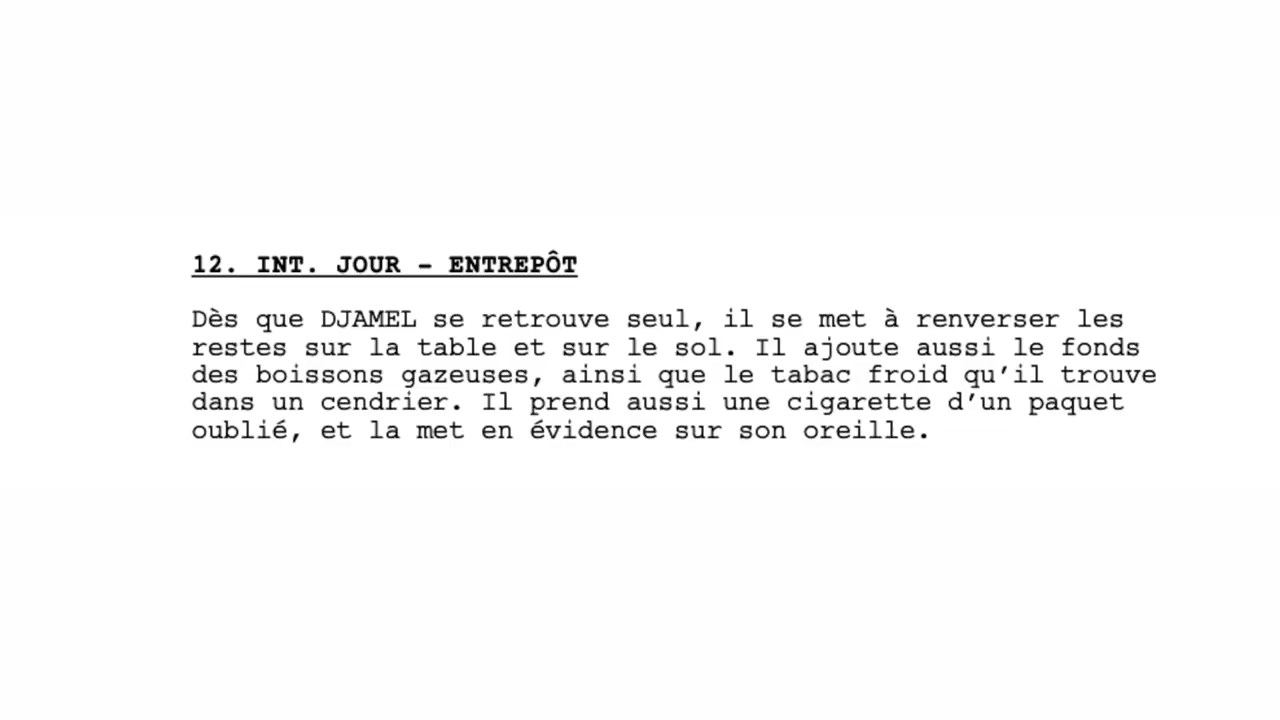 12. INT. JOUR – ENTREPÔT
Dès que DJAMEL se retrouve seul, il se met à renverser les
restes sur la table et sur le sol. Il ajoute aussi le fonds
des boissons gazeuses, ainsi que le tabac froid qu’il trouve
dans un cendrier. Il prend aussi une cigarette d’un paquet
oublié, et la met en évidence sur son oreille.